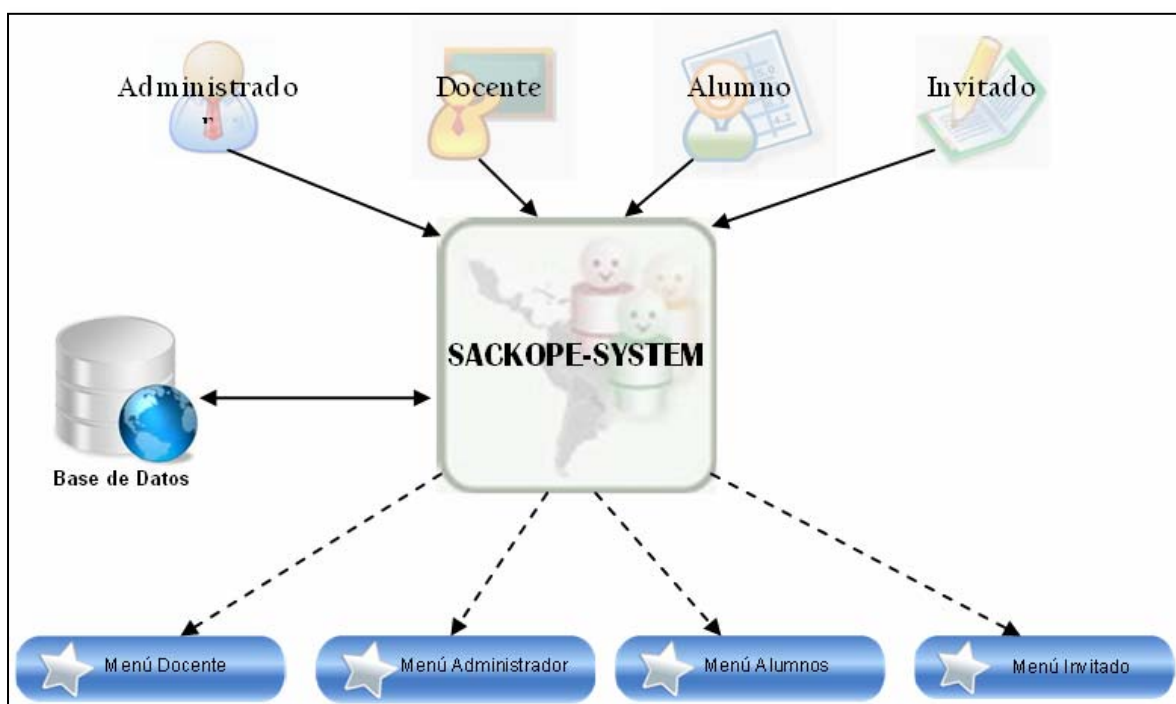 Administrado
r
Docente
Alumno
Invitado
SACKOPE-SYSTEM
Base de Datos
Menú Docente
Menú Administrador
Menú Alumnos
Menú Invitado